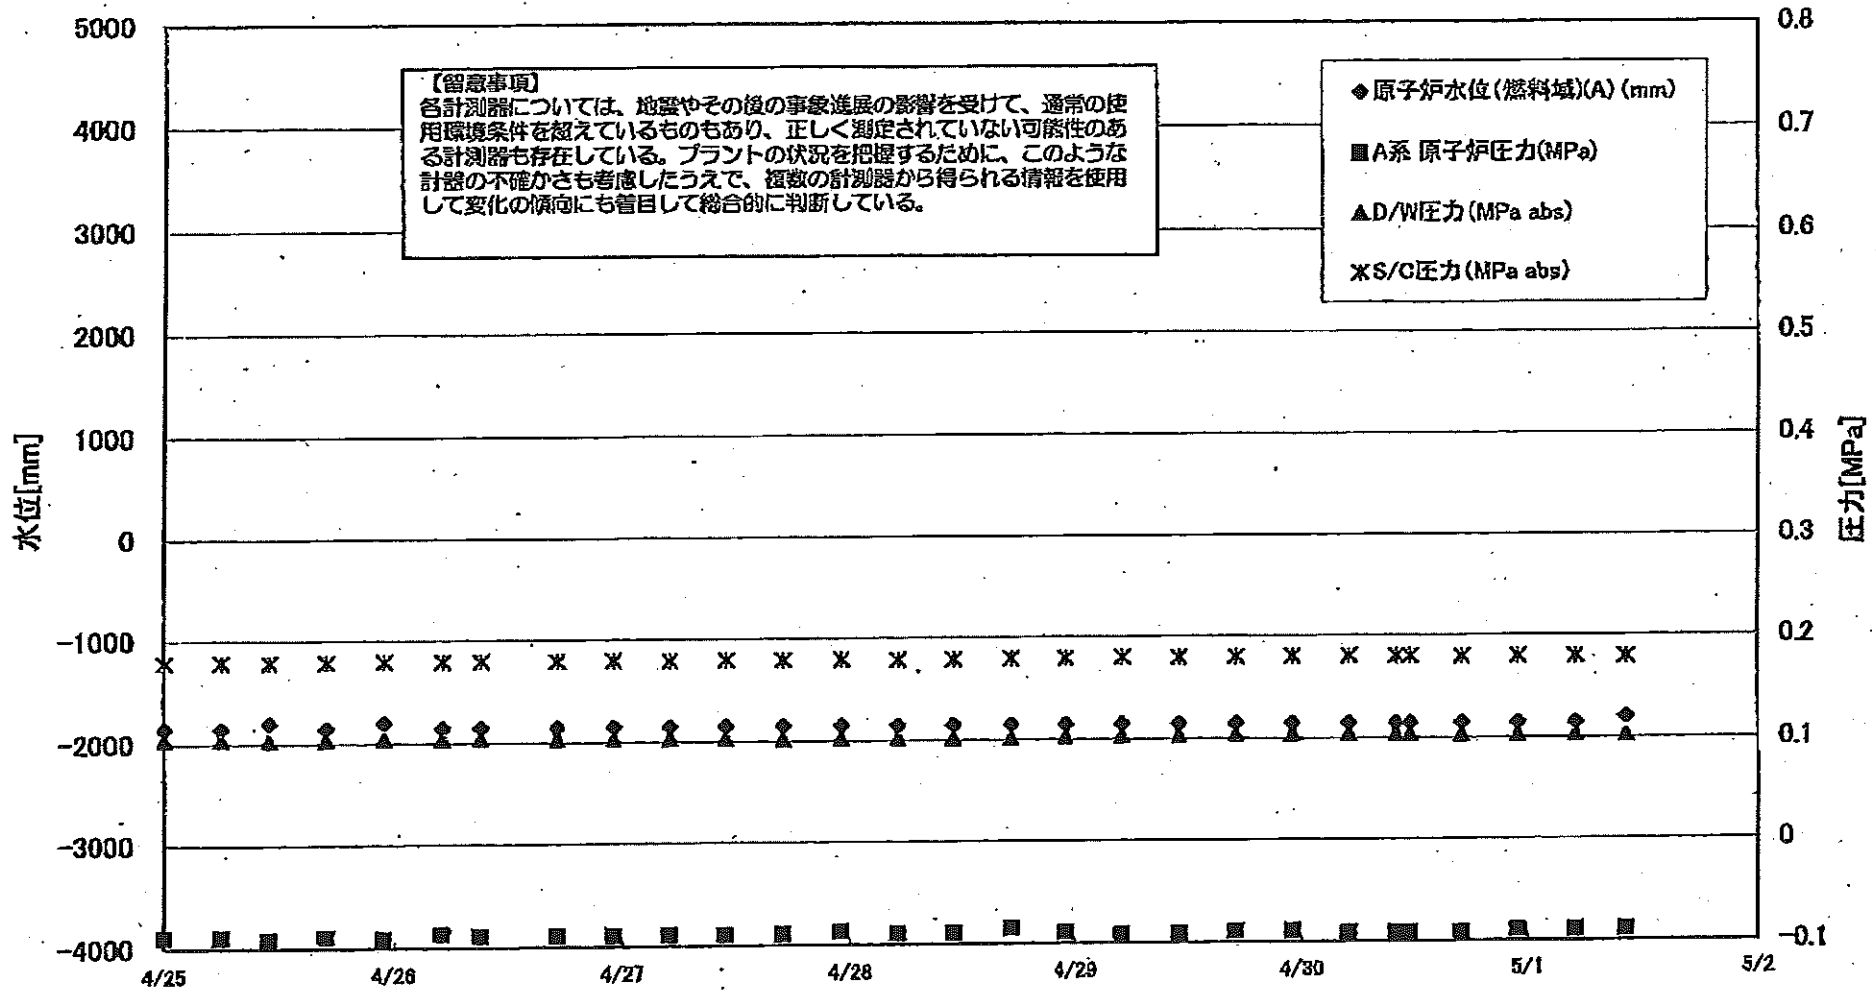 5000
4000
3000
2000
1000
0
-1000
-2000
-3000
-4000
水位[mm]
【留意事項】
各計測器については、地震やその後の事象進展の影響を受けて、通常の使
用環境条件を超えているものもあり、正しく測定されていない可能性のあ
る計測器も存在している。プラントの状況を把握するために、このような
計器の不確かさも考慮したうえで、複数の計測器から得られる情報を使用
して変化の傾向にも着目して総合的に判断している。
原子炉水位(燃料域)(A) (mm)
A系 原子炉圧力(MPa)
D/W圧力(MPa abs)
S/C圧力(MPa abs)
0.8
0.7
0.6
0.5
0.4
0.3
0.2
0.1
0
-0.1
圧力[MPa]
4/25
4/26
4/27
4/28
4/29
4/30
5/1
5/2